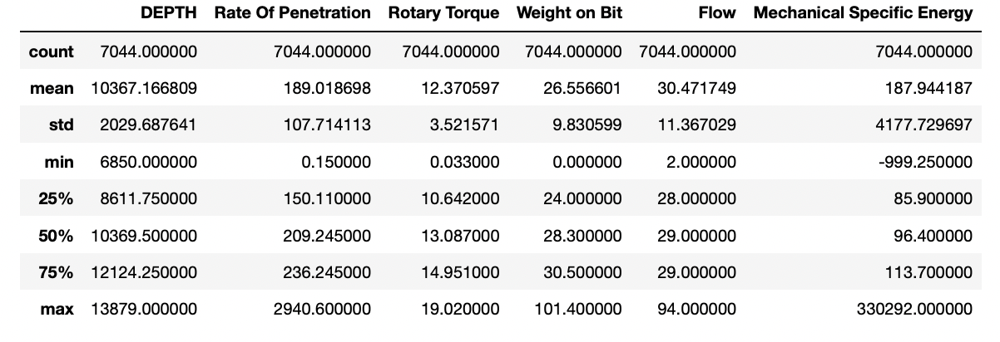 DEPTH Rate Of Penetration Rotary Torque Weight on Bit Flow Mechanical Specific Energy
count 7044.000000 7044.000000 7044.000000 7044.000000 7044.000000 7044.000000
mean 10367.166809 189.018698 12.370597 26.556601 30.471749 187.944187
std 2029.687641 107.714113 3.521571 9.830599 11.367029 4177.729697
min 6850.000000 0.150000 0.033000 0.000000 2.000000 -999.250000
25% 8611.750000 150.110000 10.642000 24.000000 28.000000 85.900000
50% 10369.500000 209.245000 13.087000 28.300000 29.000000 96.400000
75% 12124.250000 236.245000 14.951000 30.500000 29.000000 113.700000
max 13879.000000 2940.600000 19.020000 101.400000 94.000000 330292.000000